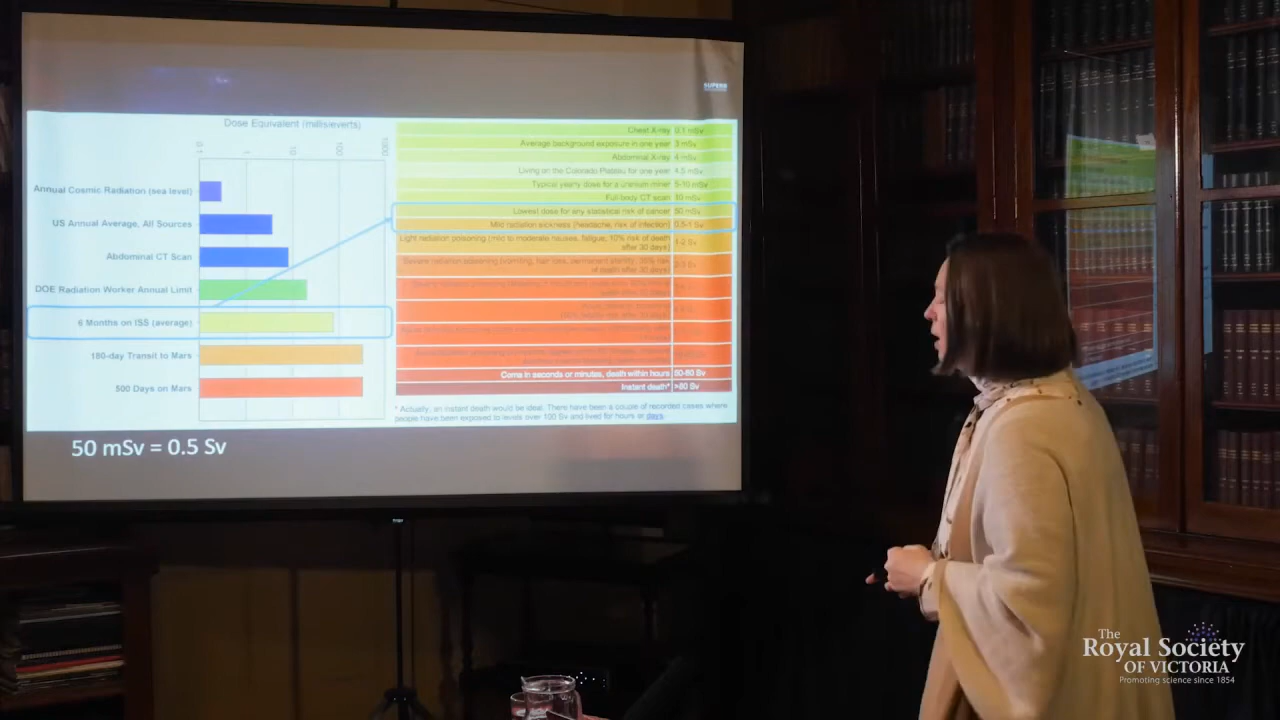 SUPERB
Dose Equivalent (millisieverts)
0.1
1
10
100
1000
Annual Cosmic Radiation (sea level)
US Annual Average, All Sources
Abdominal CT Scan
DOE Radiation Worker Annual Limit
6 Months on ISS (average)
180-day Transit to Mars
500 Days on Mars
Chest X-ray 0.1 mSv
Average background exposure in one year 3 mSv
Abdominal X-ray 4 mSv
Living on the Colorado Plateau for one year 4.5 mSv
Typical yearly dose for a uranium miner 5-10 mSv
Full-body CT scan 10 mSv
Lowest dose for any statistical risk of cancer 50 mSv
Mild radiation sickness (headache, risk of infection) 0.5-1 Sv
Light radiation poisoning (mild to moderate nausea, fatigue, 10% risk of death
after 30 days) 1-2 Sv
Severe radiation poisoning (vomiting, hair loss, permanent sterility, 35% risk
of death after 30 days)
Coma in seconds or minutes, death within hours 50-80 Sv
Instant death* >80 Sv
* Actually, an instant death would be ideal. There have been a couple of recorded cases where
people have been exposed to levels over 100 Sv and lived for hours or days.
50 mSv = 0.5 Sv
The
Royal Society
OF VICTORIA
Promoting science since 1854